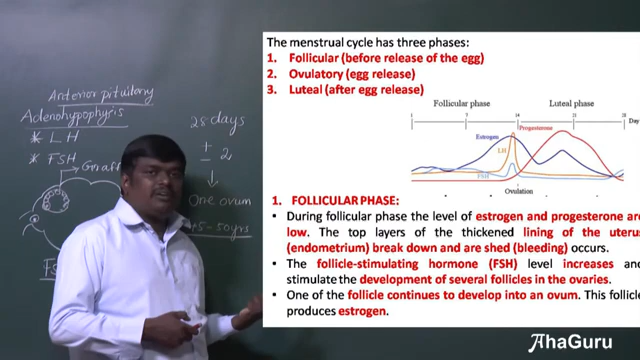 Anterior pituitary
Adenohypophysis
* LH
* FSH
Graaff
28 days
± 2
One ovum
45-50yrs
The menstrual cycle has three phases:
1. Follicular (before release of the egg)
2. Ovulatory (egg release)
3. Luteal (after egg release)
Follicular phase Luteal phase
1 7 14 21 28 Day
Progesterone
Estrogen
LH
FSH
Ovulation
1. FOLLICULAR PHASE:
• During follicular phase the level of estrogen and progesterone are
low. The top layers of the thickened lining of the uterus
(endometrium) break down and are shed (bleeding) occurs.
• The follicle-stimulating hormone (FSH) level increases and
stimulate the development of several follicles in the ovaries.
• One of the follicle continues to develop into an ovum. This follicle
produces estrogen.
AhaGuru